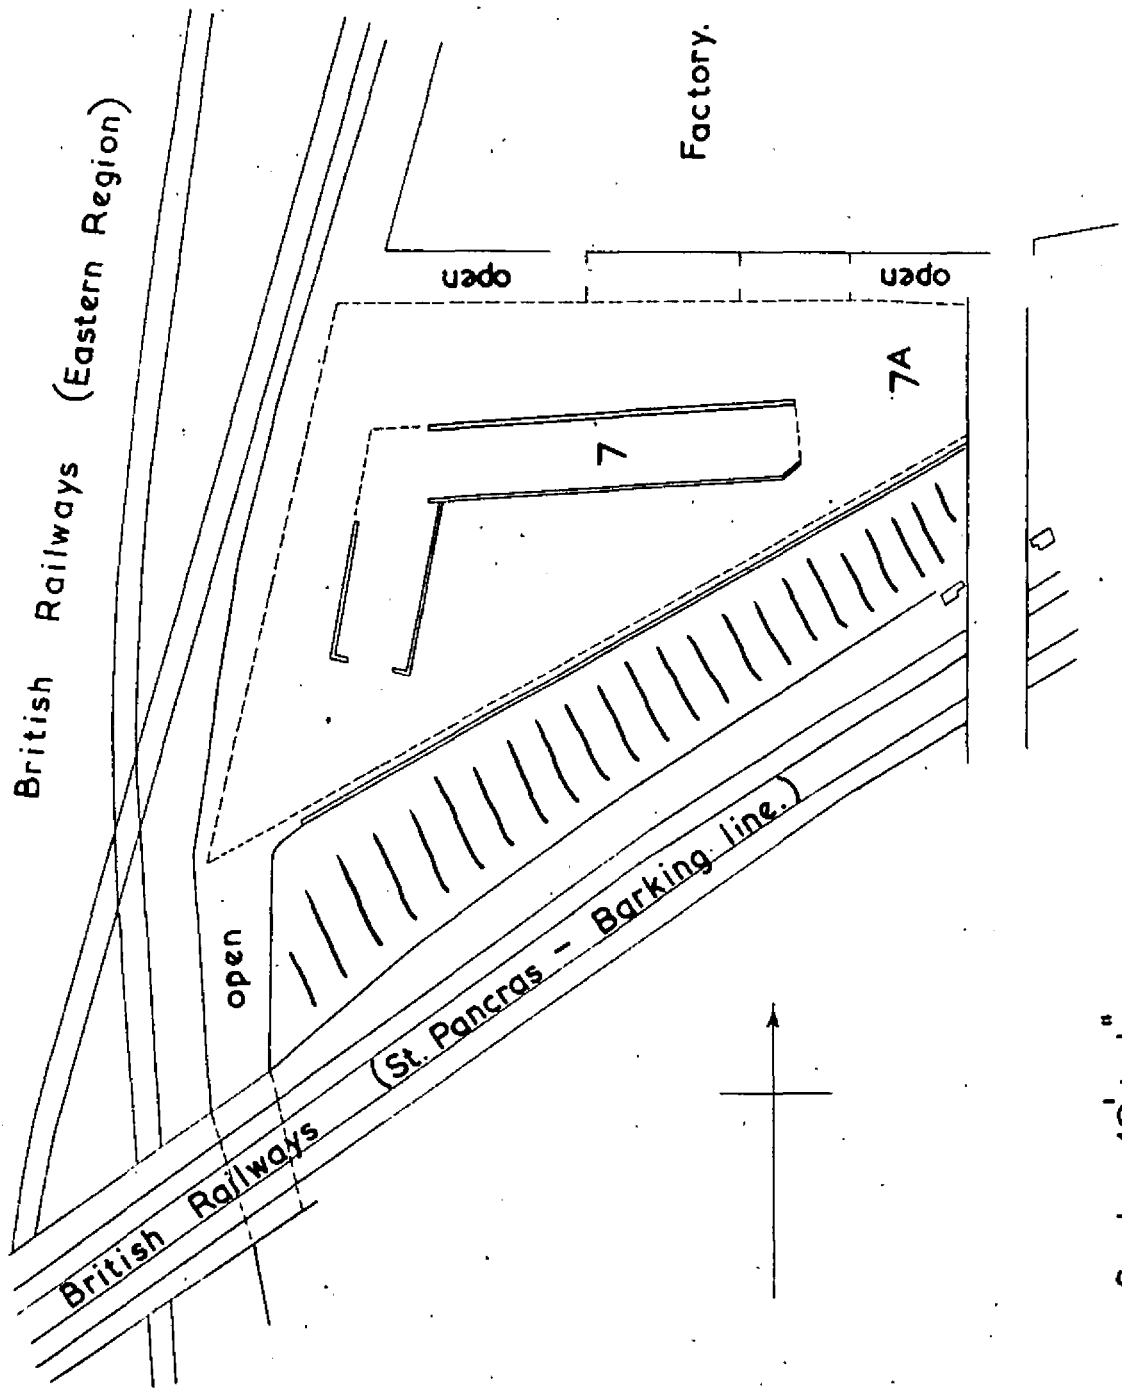 British Railways (Eastern Region)
Factory.
open
open
7
7A
open
British Railways (St. Pancras - Barking line.)